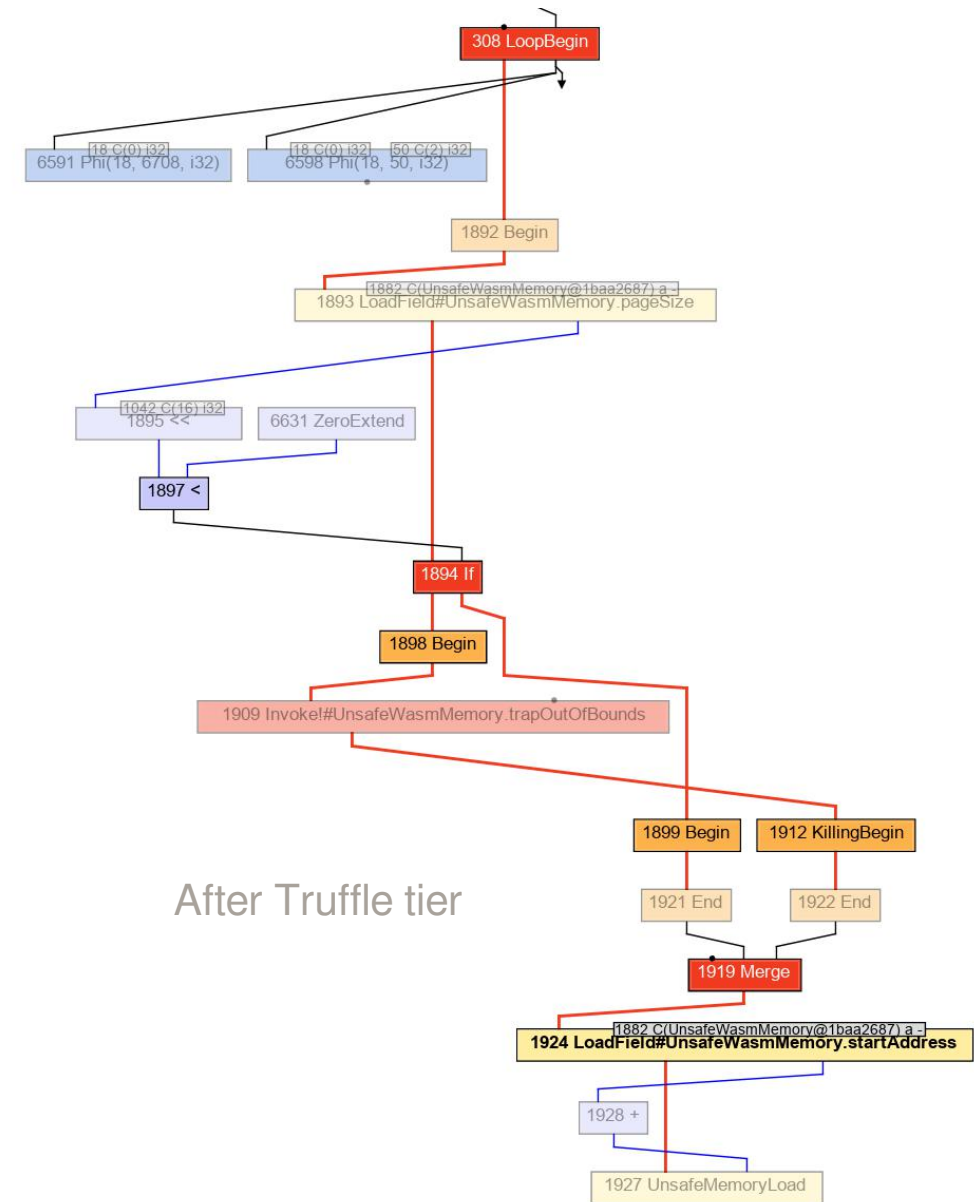 308 LoopBegin
18 C(0) i32
6591 Phi(18, 6708, i32)
18 C(0) i32 50 C(2) i32
6598 Phi(18, 50, i32)
1892 Begin
1882 C(UnsafeWasmMemory@1baa2687) a -
1893 LoadField#UnsafeWasmMemory.pageSize
1042 C(16) i32
1895 <<
6631 ZeroExtend
1897 <
1894 If
1898 Begin
1909 Invoke!#UnsafeWasmMemory.trapOutOfBounds
1899 Begin
1912 KillingBegin
After Truffle tier
1921 End
1922 End
1919 Merge
1882 C(UnsafeWasmMemory@1baa2687) a -
1924 LoadField#UnsafeWasmMemory.startAddress
1928 +
1927 UnsafeMemoryLoad